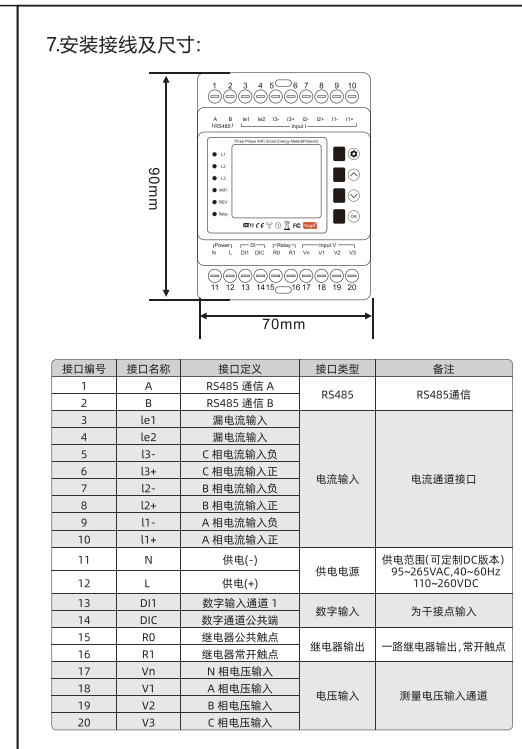 7.安装接线及尺寸:
1 2 3 4 5 6 7 8 9 10
A B Ie1 Ie2 I3- I3+ I2- I2+ I1- I1+
RS485 Input I
Three Phase WiFi Smart Energy Meter&Protector
L1
L2
L3
WiFi
REV
Relay
OK
90mm
Power DI Relay Input V
N L DI1 DIC R0 R1 Vn V1 V2 V3
11 12 13 14 15 16 17 18 19 20
70mm
接口编号 接口名称 接口定义 接口类型 备注
1 A RS485 通信 A
2 B RS485 通信 B
RS485 RS485通信
3 le1 漏电流输入
4 le2 漏电流输入
5 l3- C 相电流输入负
6 l3+ C 相电流输入正
7 l2- B 相电流输入负
8 l2+ B 相电流输入正
9 l1- A 相电流输入负
10 l1+ A 相电流输入正
电流输入 电流通道接口
11 N 供电(-)
12 L 供电(+)
供电电源
供电范围(可定制DC版本)
95~265VAC,40~60Hz
110~260VDC
13 DI1 数字输入通道 1
14 DIC 数字通道公共端
数字输入 为干接点输入
15 R0 继电器公共触点
16 R1 继电器常开触点
继电器输出 一路继电器输出,常开触点
17 Vn N 相电压输入
18 V1 A 相电压输入
19 V2 B 相电压输入
20 V3 C 相电压输入
电压输入 测量电压输入通道